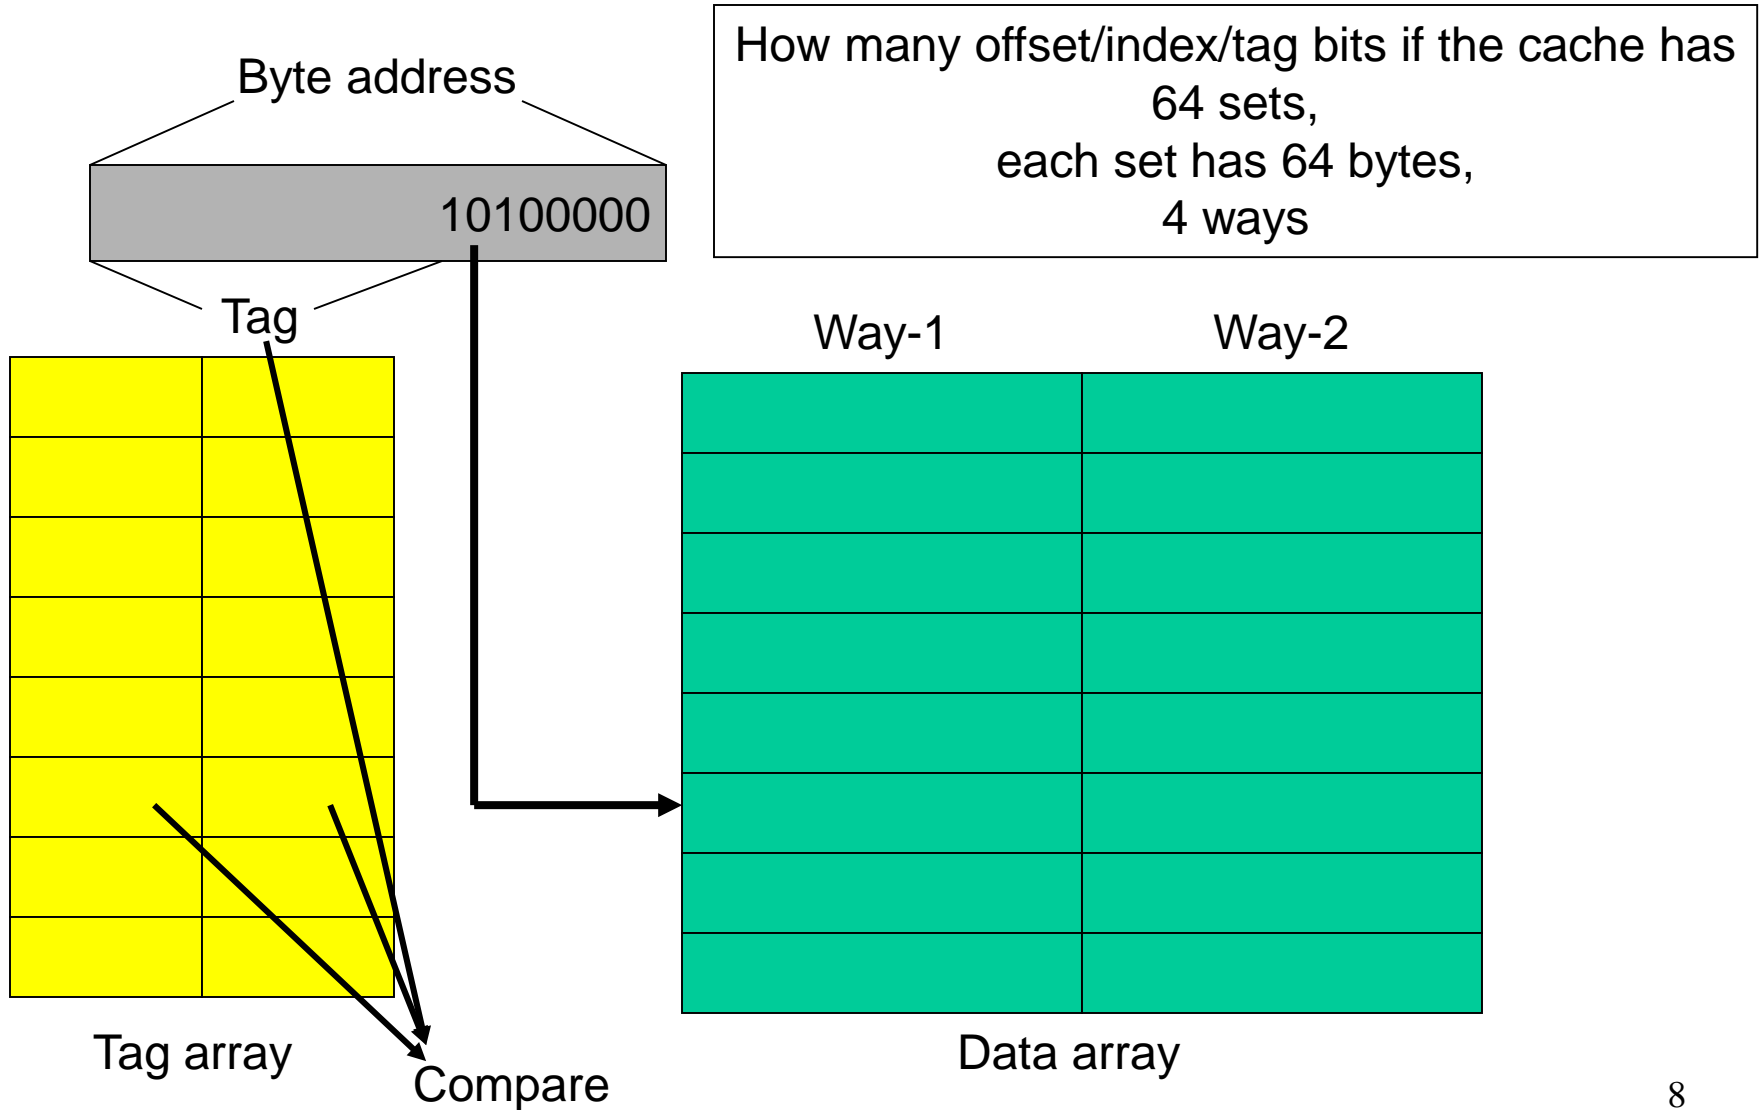 Byte address
How many offset/index/tag bits if the cache has
64 sets,
each set has 64 bytes,
4 ways
10100000
Tag
Way-1
Way-2
Tag array
Compare
Data array
8